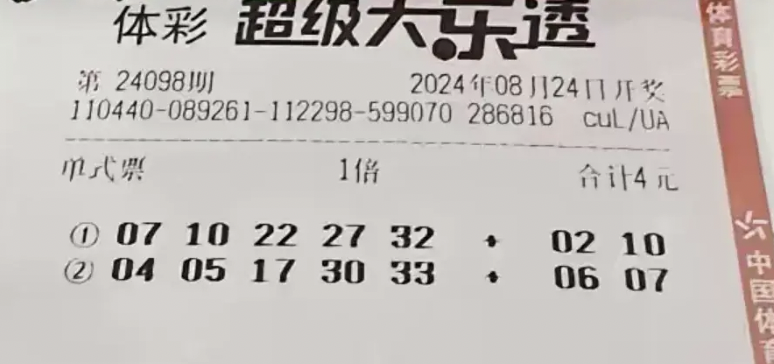 体彩 超级大乐透
第 24098期 2024年08月24日开奖
110440-089261-112298-599070 286816 cuL/UA
单式票 1倍 合计4元
① 07 10 22 27 32 + 02 10
② 04 05 17 30 33 + 06 07
体育彩票
中国体育